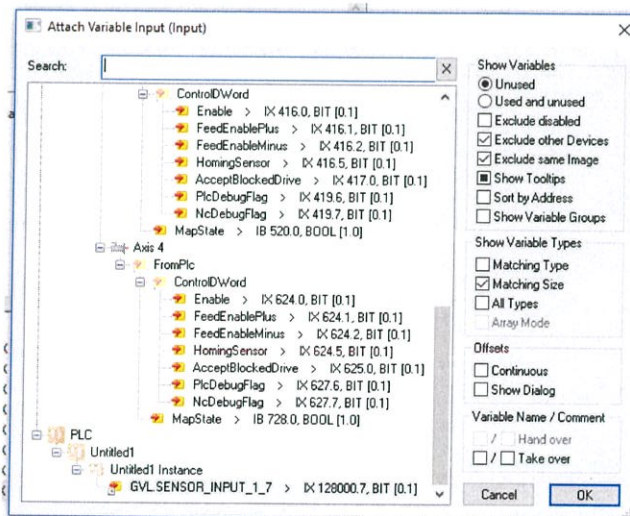 Attach Variable Input (Input)
Search:
ControlDWord
Enable > IX 416.0, BIT [0.1]
FeedEnablePlus > IX 416.1, BIT [0.1]
FeedEnableMinus > IX 416.2, BIT [0.1]
HomingSensor > IX 416.5, BIT [0.1]
AcceptBlockedDrive > IX 417.0, BIT [0.1]
PlcDebugFlag > IX 419.6, BIT [0.1]
NcDebugFlag > IX 419.7, BIT [0.1]
MapState > IB 520.0, BOOL [1.0]
Axis 4
FromPlc
ControlDWord
Enable > IX 624.0, BIT [0.1]
FeedEnablePlus > IX 624.1, BIT [0.1]
FeedEnableMinus > IX 624.2, BIT [0.1]
HomingSensor > IX 624.5, BIT [0.1]
AcceptBlockedDrive > IX 625.0, BIT [0.1]
PlcDebugFlag > IX 627.6, BIT [0.1]
NcDebugFlag > IX 627.7, BIT [0.1]
MapState > IB 728.0, BOOL [1.0]
PLC
Untitled1
Untitled1 Instance
GVL.SENSOR_INPUT_1_7 > IX 128000.7, BIT [0.1]
Show Variables
Unused
Used and unused
Exclude disabled
Exclude other Devices
Exclude same Image
Show Tooltips
Sort by Address
Show Variable Groups
Show Variable Types
Matching Type
Matching Size
All Types
Array Mode
Offsets
Continuous
Show Dialog
Variable Name / Comment
/ Hand over
/ Take over
Cancel
OK